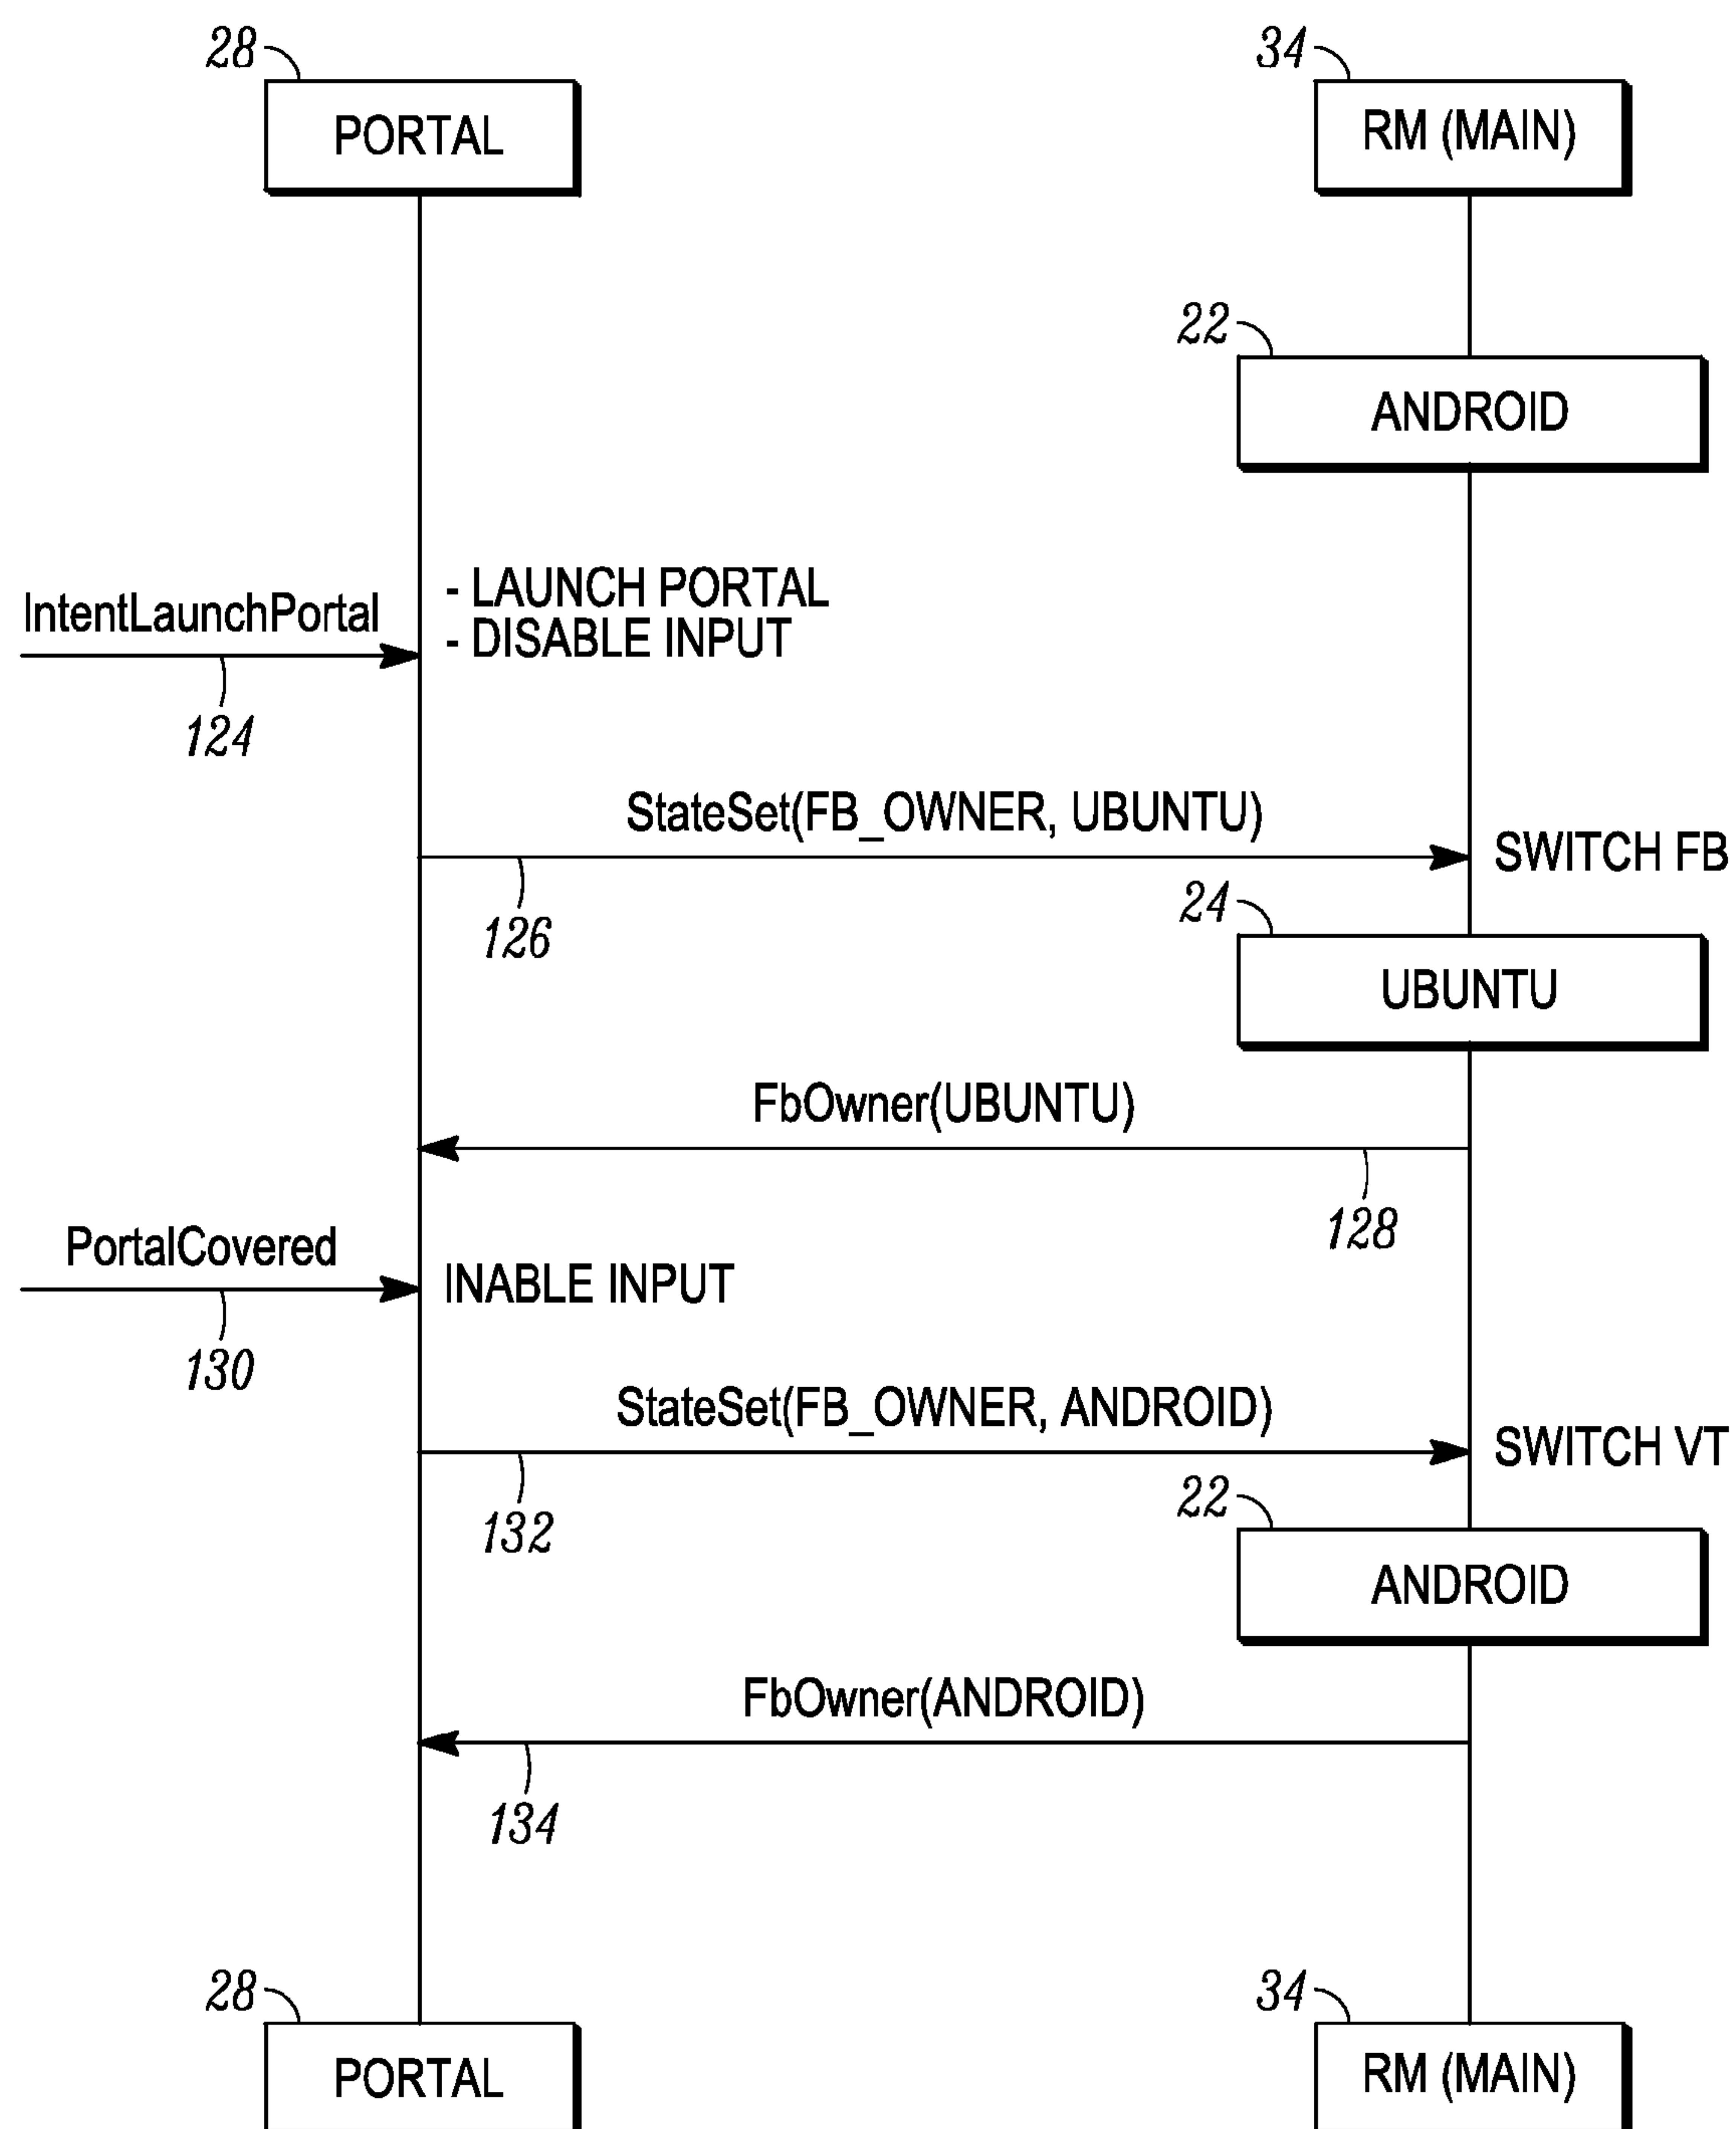 28
34
PORTAL
RM (MAIN)
22
ANDROID
- LAUNCH PORTAL
IntentLaunchPortal
- DISABLE INPUT
124
StateSet(FB_OWNER, UBUNTU)
SWITCH FB
126
24
UBUNTU
FbOwner(UBUNTU)
128
PortalCovered
INABLE INPUT
130
StateSet(FB_OWNER, ANDROID)
SWITCH VT
132
22
ANDROID
FbOwner(ANDROID)
134
28
34
PORTAL
RM (MAIN)